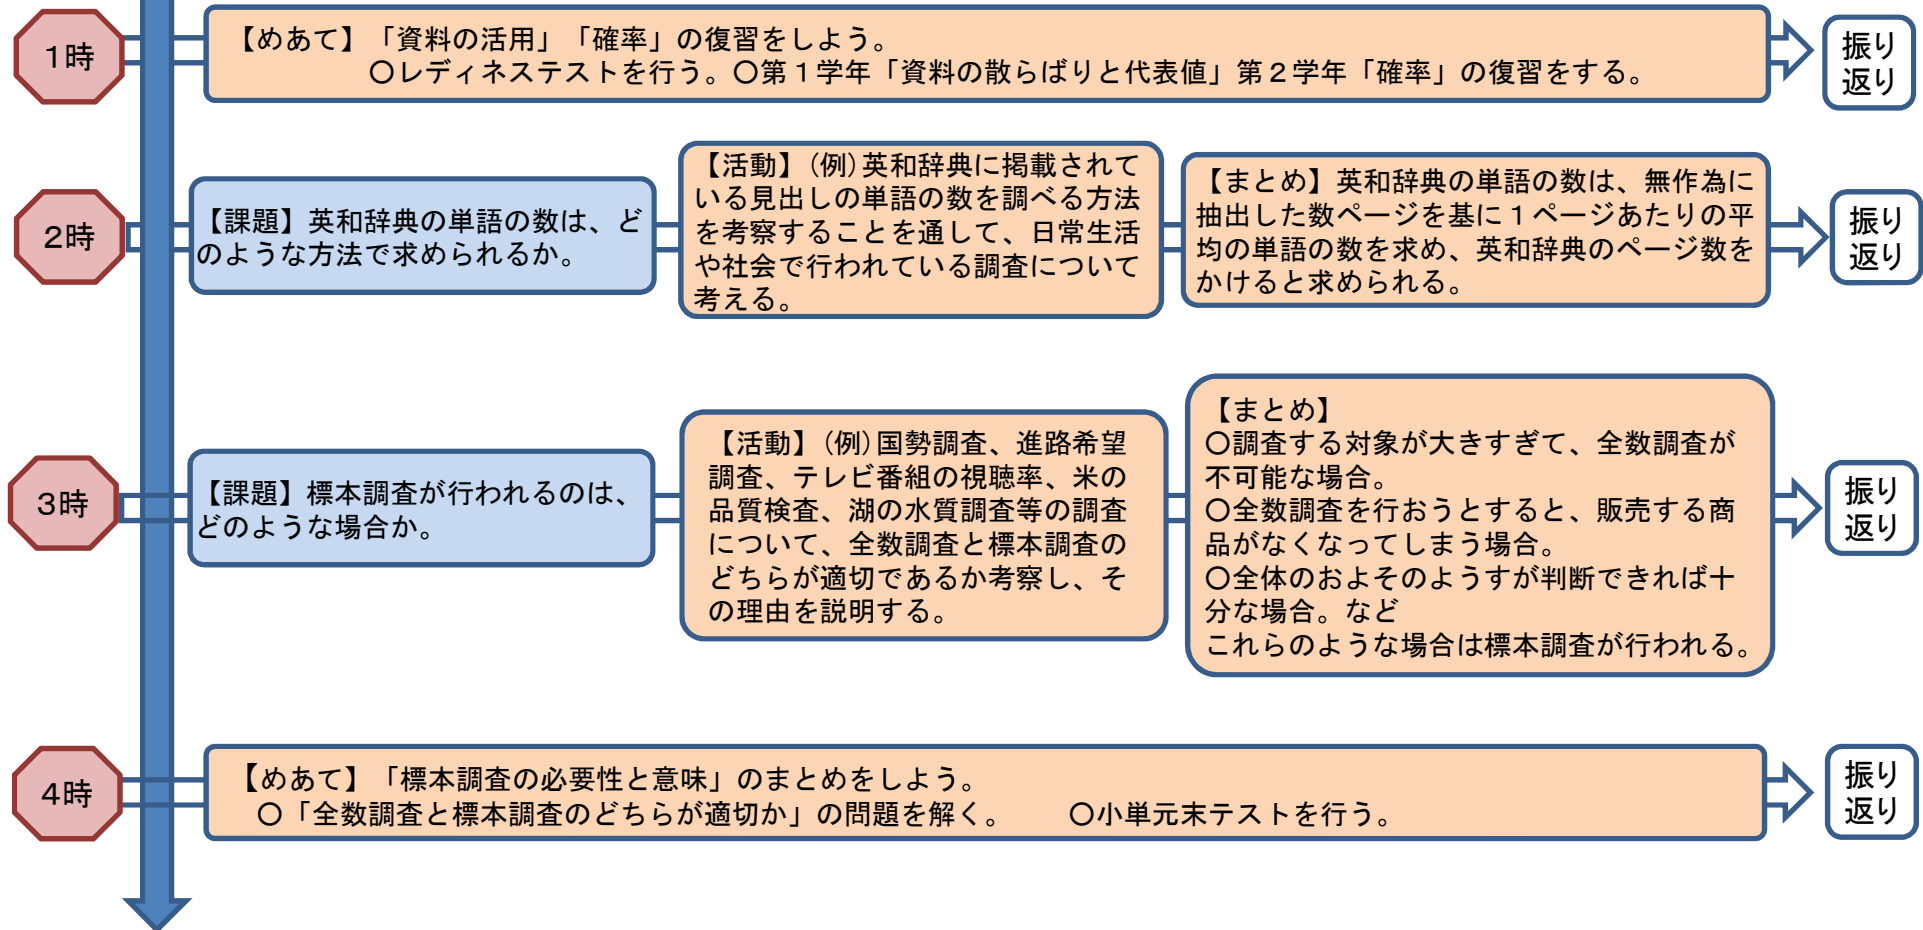 1時
【めあて】「資料の活用」「確率」の復習をしよう。
〇レディネステストを行う。〇第１学年「資料の散らばりと代表値」第２学年「確率」の復習をする。
振り
返り
2時
【課題】英和辞典の単語の数は、ど
のような方法で求められるか。
【活動】(例)英和辞典に掲載されて
いる見出しの単語の数を調べる方法
を考察することを通して、日常生活
や社会で行われている調査について
考える。
【まとめ】英和辞典の単語の数は、無作為に
抽出した数ページを基に１ページあたりの平
均の単語の数を求め、英和辞典のページ数を
かけると求められる。
振り
返り
3時
【課題】標本調査が行われるのは、
どのような場合か。
【活動】(例)国勢調査、進路希望
調査、テレビ番組の視聴率、米の
品質検査、湖の水質調査等の調査
について、全数調査と標本調査の
どちらが適切であるか考察し、そ
の理由を説明する。
【まとめ】
〇調査する対象が大きすぎて、全数調査が
不可能な場合。
〇全数調査を行おうとすると、販売する商
品がなくなってしまう場合。
〇全体のおよそのようすが判断できれば十
分な場合。など
これらのような場合は標本調査が行われる。
振り
返り
4時
【めあて】「標本調査の必要性と意味」のまとめをしよう。
〇「全数調査と標本調査のどちらが適切か」の問題を解く。　　〇小単元末テストを行う。
振り
返り